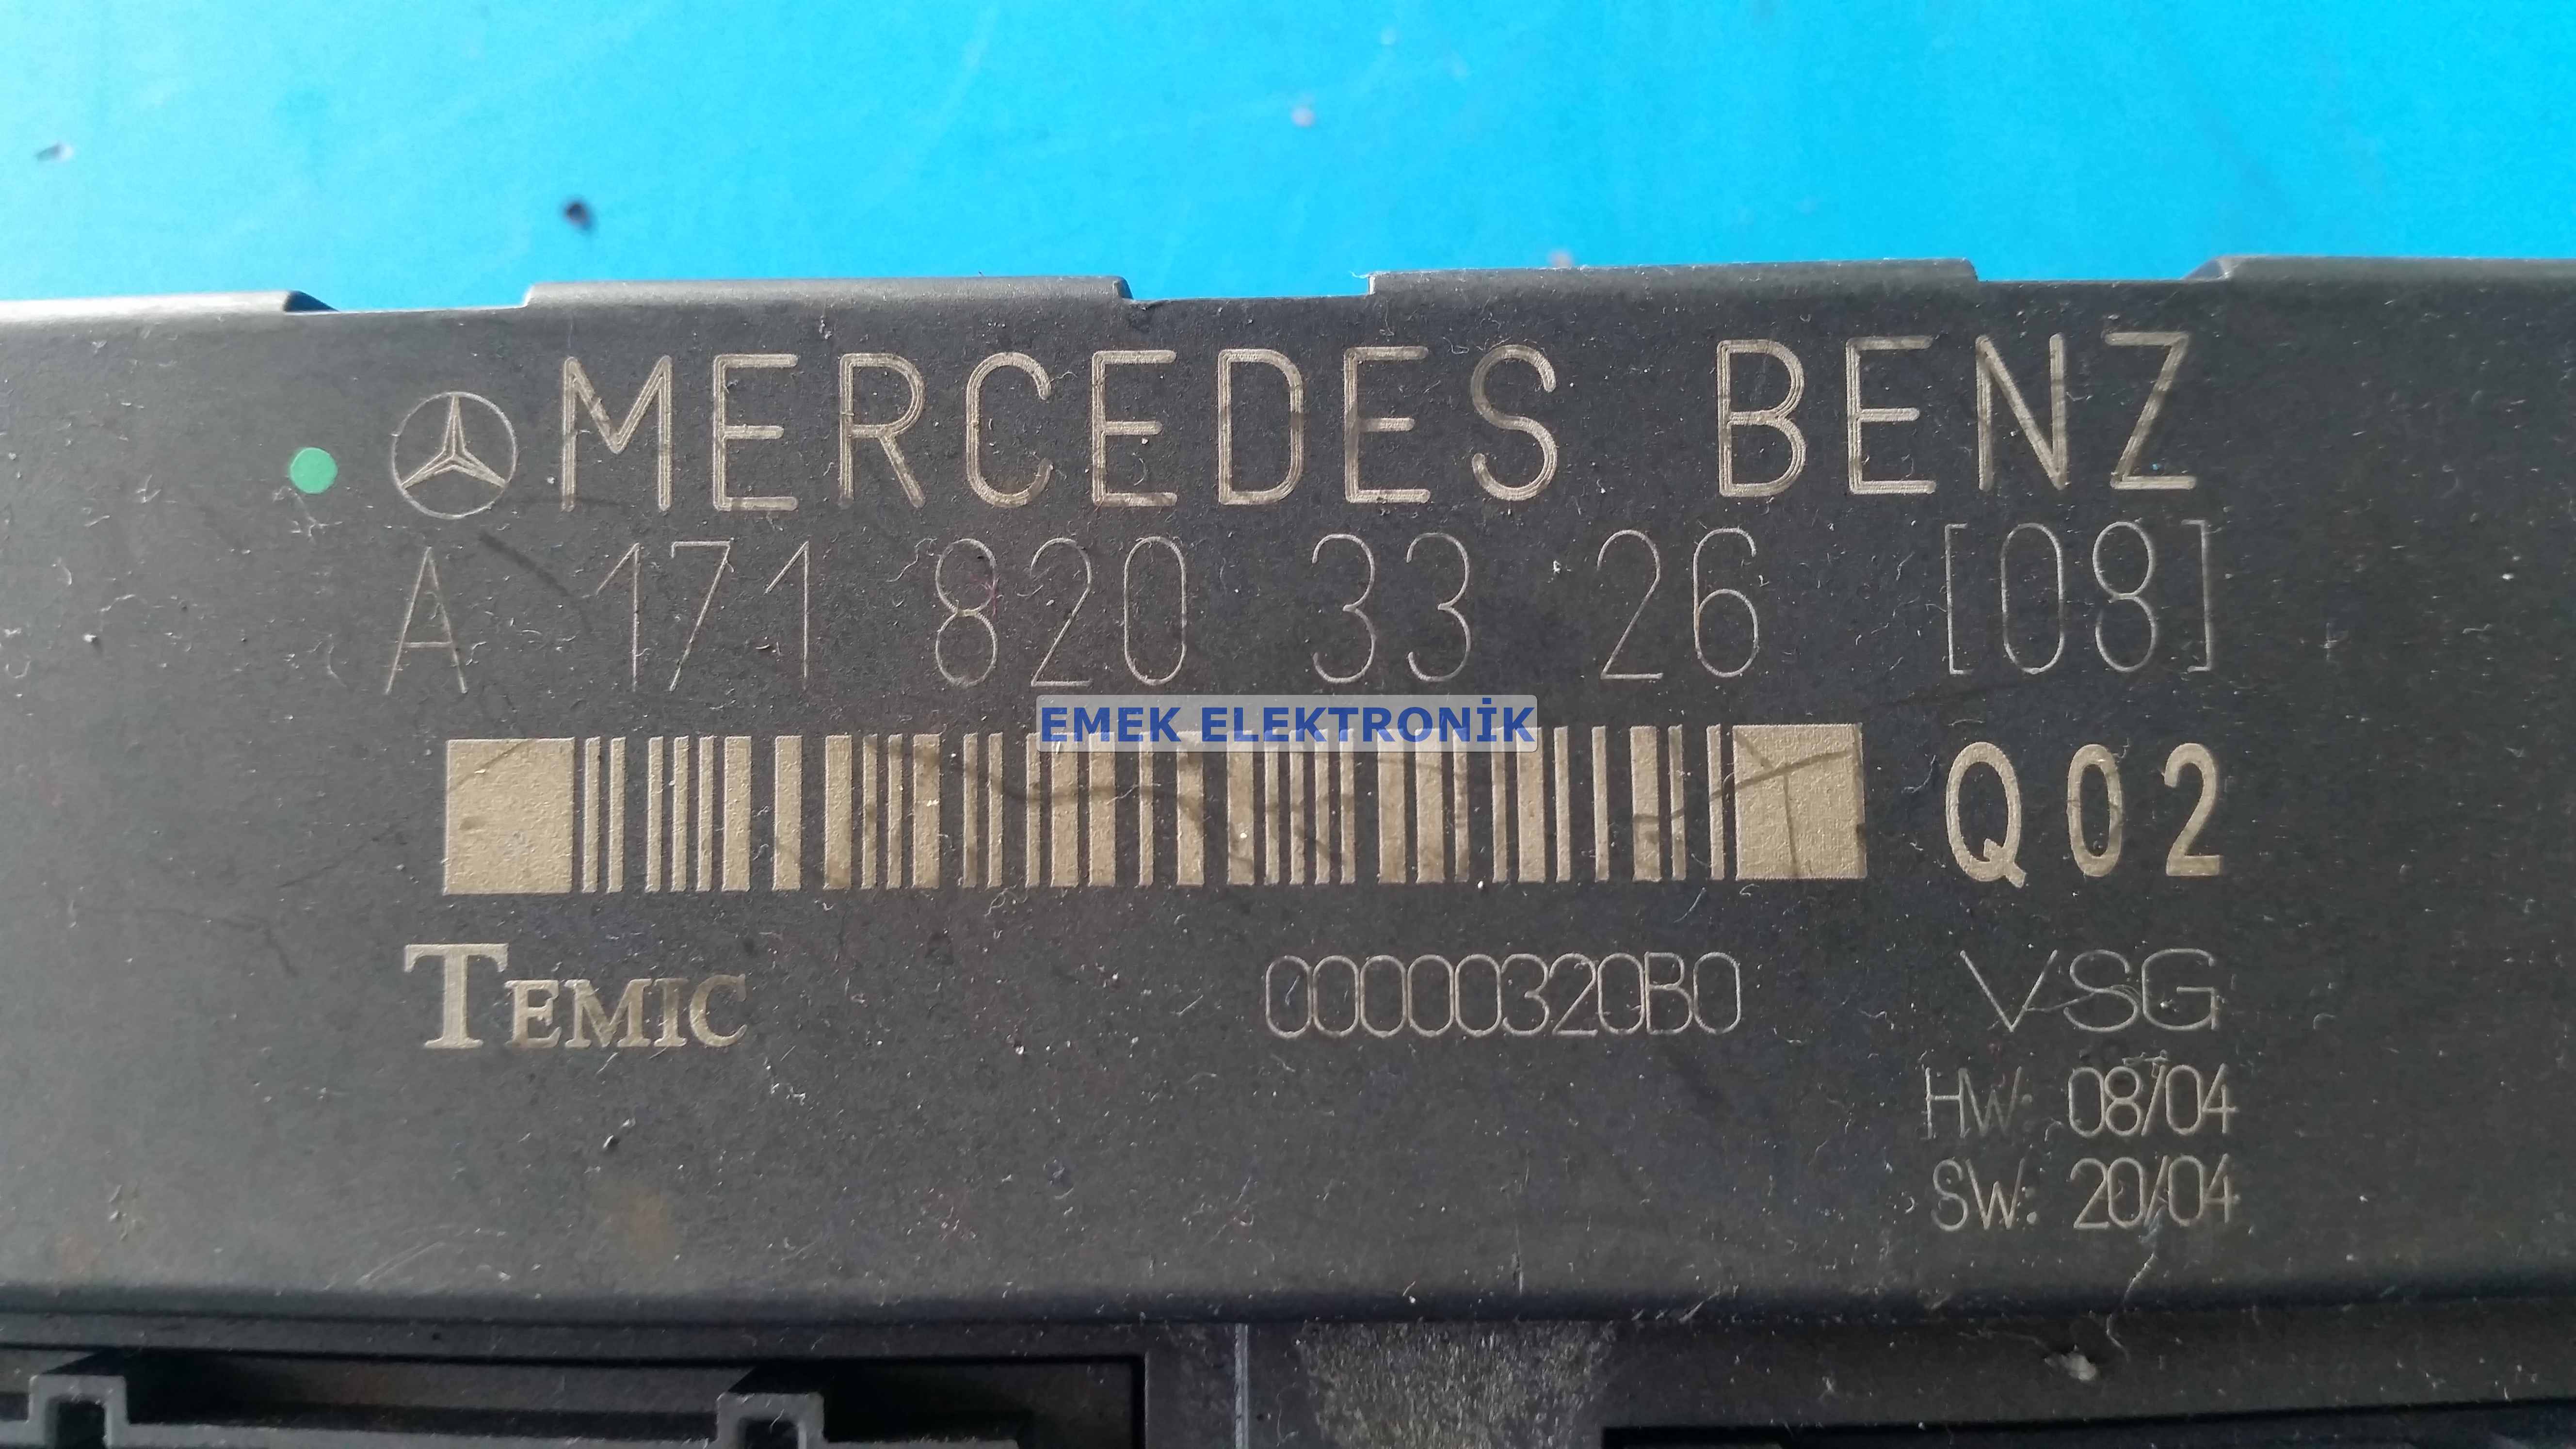 MERCEDES BENZ
A 171 820 33 26 [08]
EMEK ELEKTRONİK
Q02
TEMIC 00000320B0 VSG
HW: 08/04
SW: 20/04